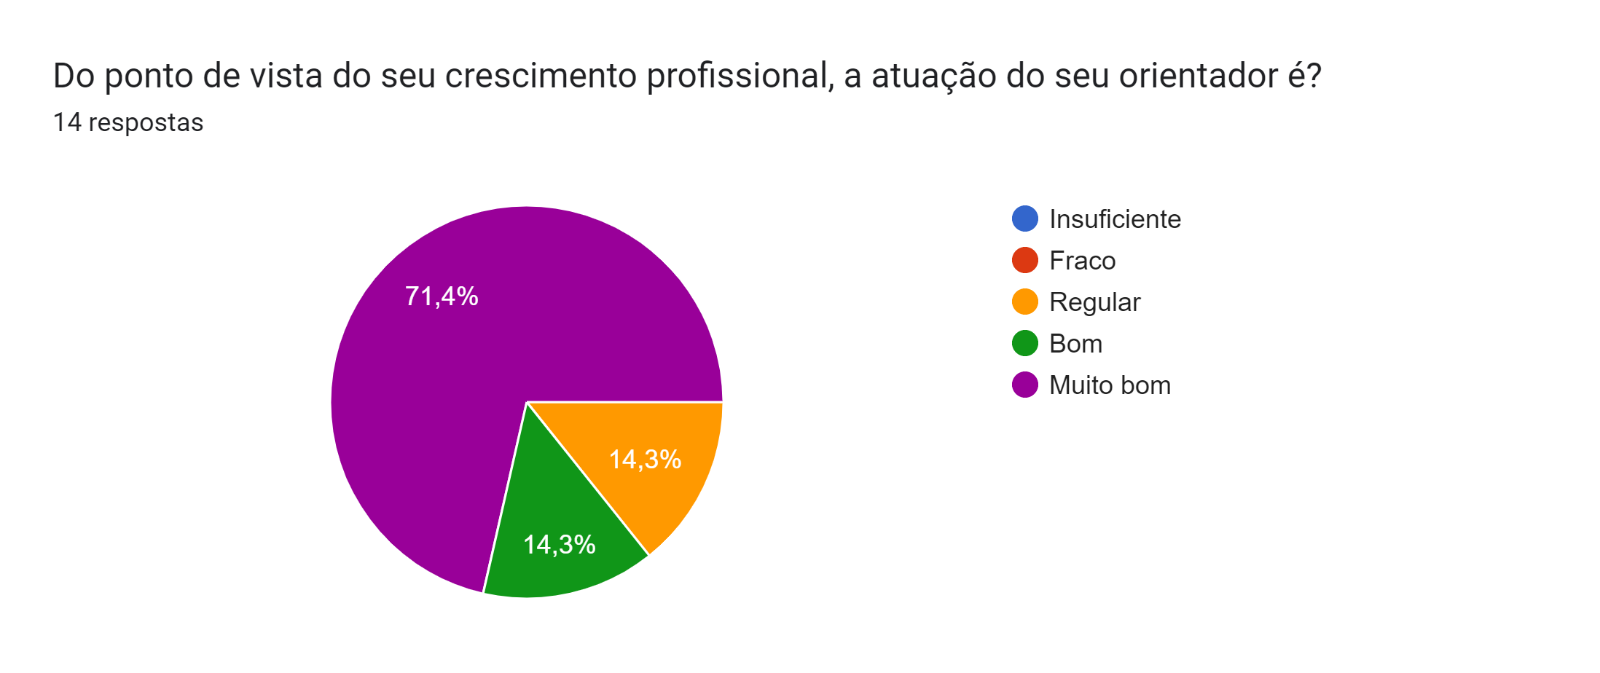 Do ponto de vista do seu crescimento profissional, a atuação do seu orientador é?
14 respostas
71,4%
14,3%
14,3%
Insuficiente
Fraco
Regular
Bom
Muito bom